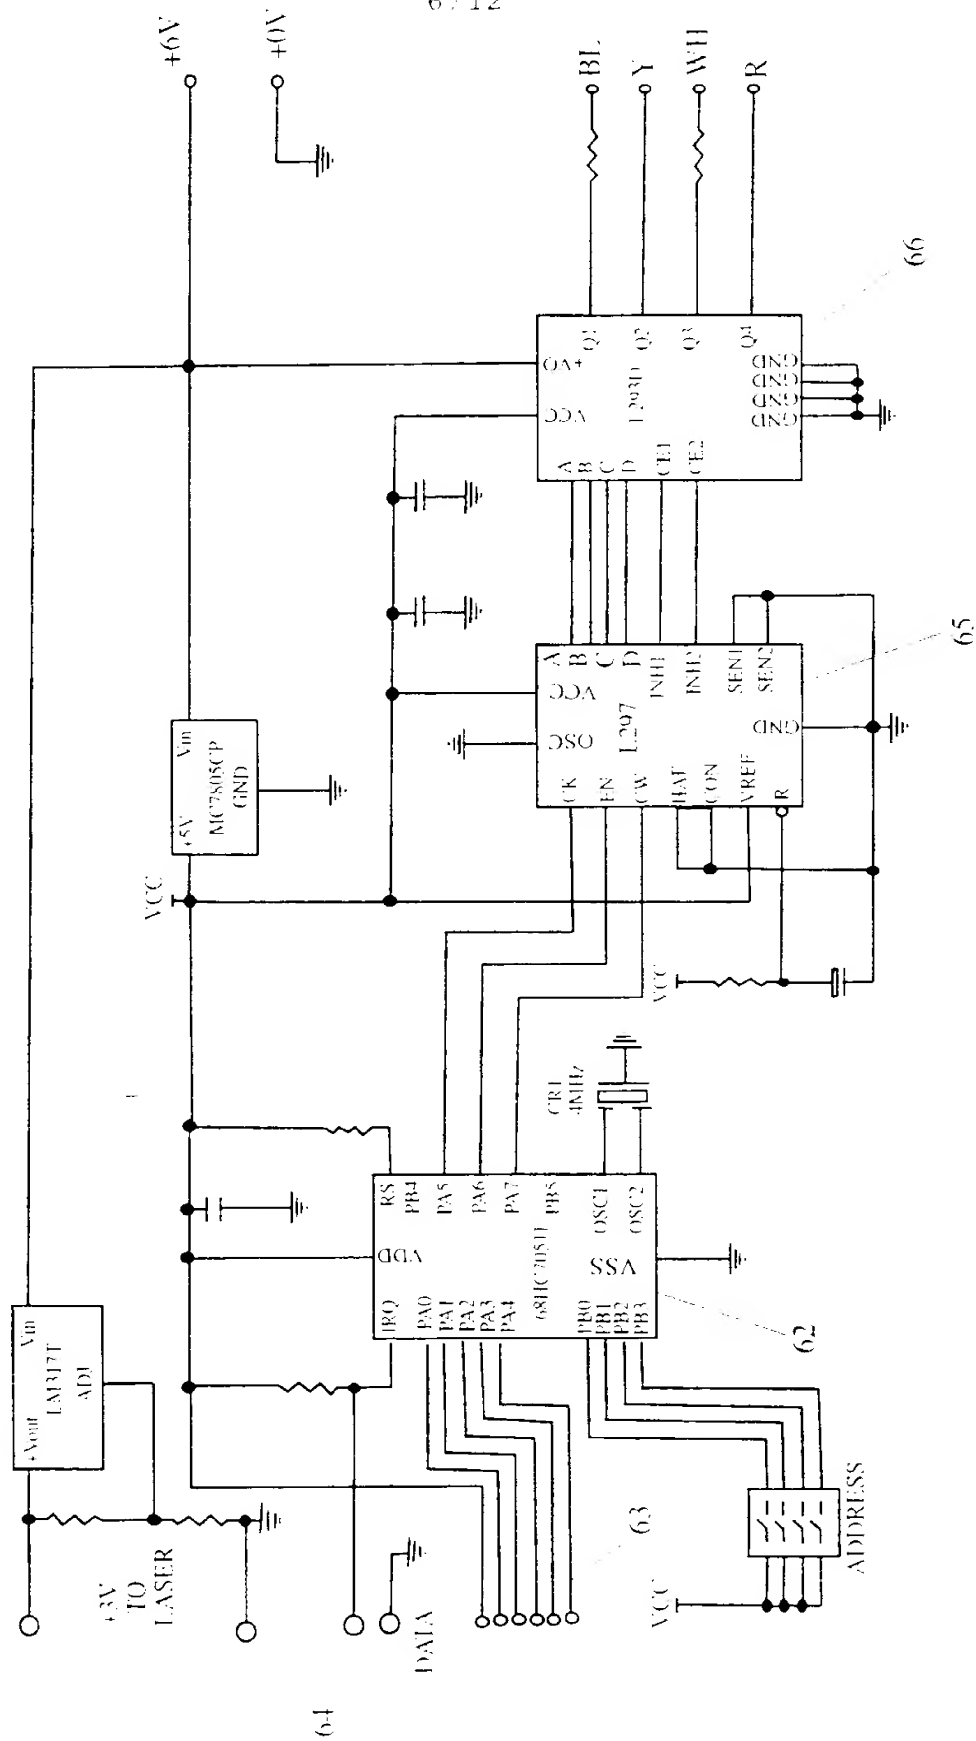 6/12
+6V
+0V
BL
Y
WH
R
66
+VO
VCC
L293D
Q1
Q2
Q3
Q4
A
B
C
D
CE1
CE2
GND
GND
GND
GND
65
A
B
C
D
INH1
INH2
SEN1
SEN2
VCC
OSC
L297
GND
CK
EN
CW
HAF
CON
VREF
R
Vin
+5V
MC7805CP
GND
VCC
VCC
CR1
4MHz
RS
PB4
PA5
PA6
PA7
PB5
OSC1
OSC2
VDD
68HC705J1
VSS
IRQ
PA0
PA1
PA2
PA3
PA4
PB0
PB1
PB2
PB3
62
Vin
+Vout
LM317T
ADJ
+3V
TO
LASER
DATA
63
64
VCC
ADDRESS